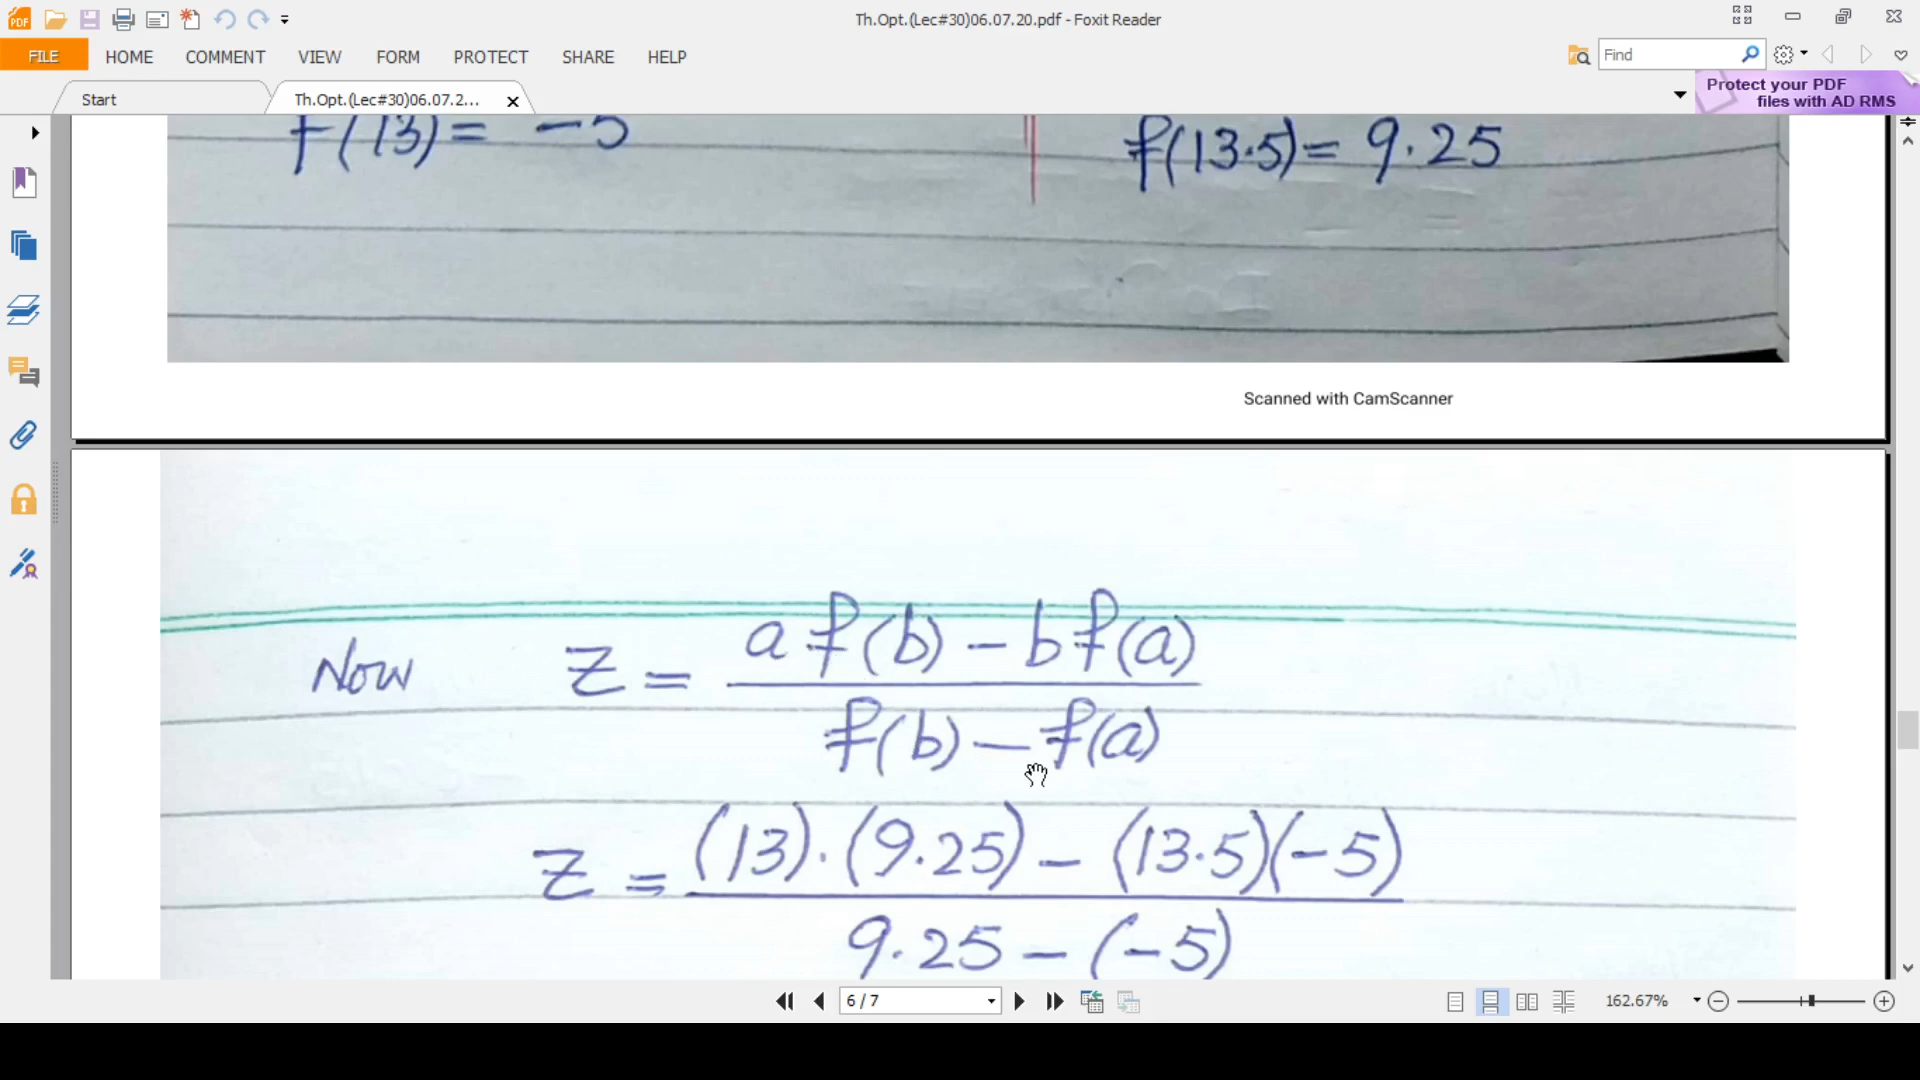 Th.Opt.(Lec#30)06.07.20.pdf - Foxit Reader
FILE HOME COMMENT VIEW FORM PROTECT SHARE HELP
Find
Start Th.Opt.(Lec#30)06.07.2...
Protect your PDF
files with AD RMS
f(13) = -5
f(13.5) = 9.25
Scanned with CamScanner
Now z = a f(b) - b f(a)
f(b) - f(a)
z = (13).(9.25) - (13.5)(-5)
9.25 - (-5)
6 / 7
162.67%